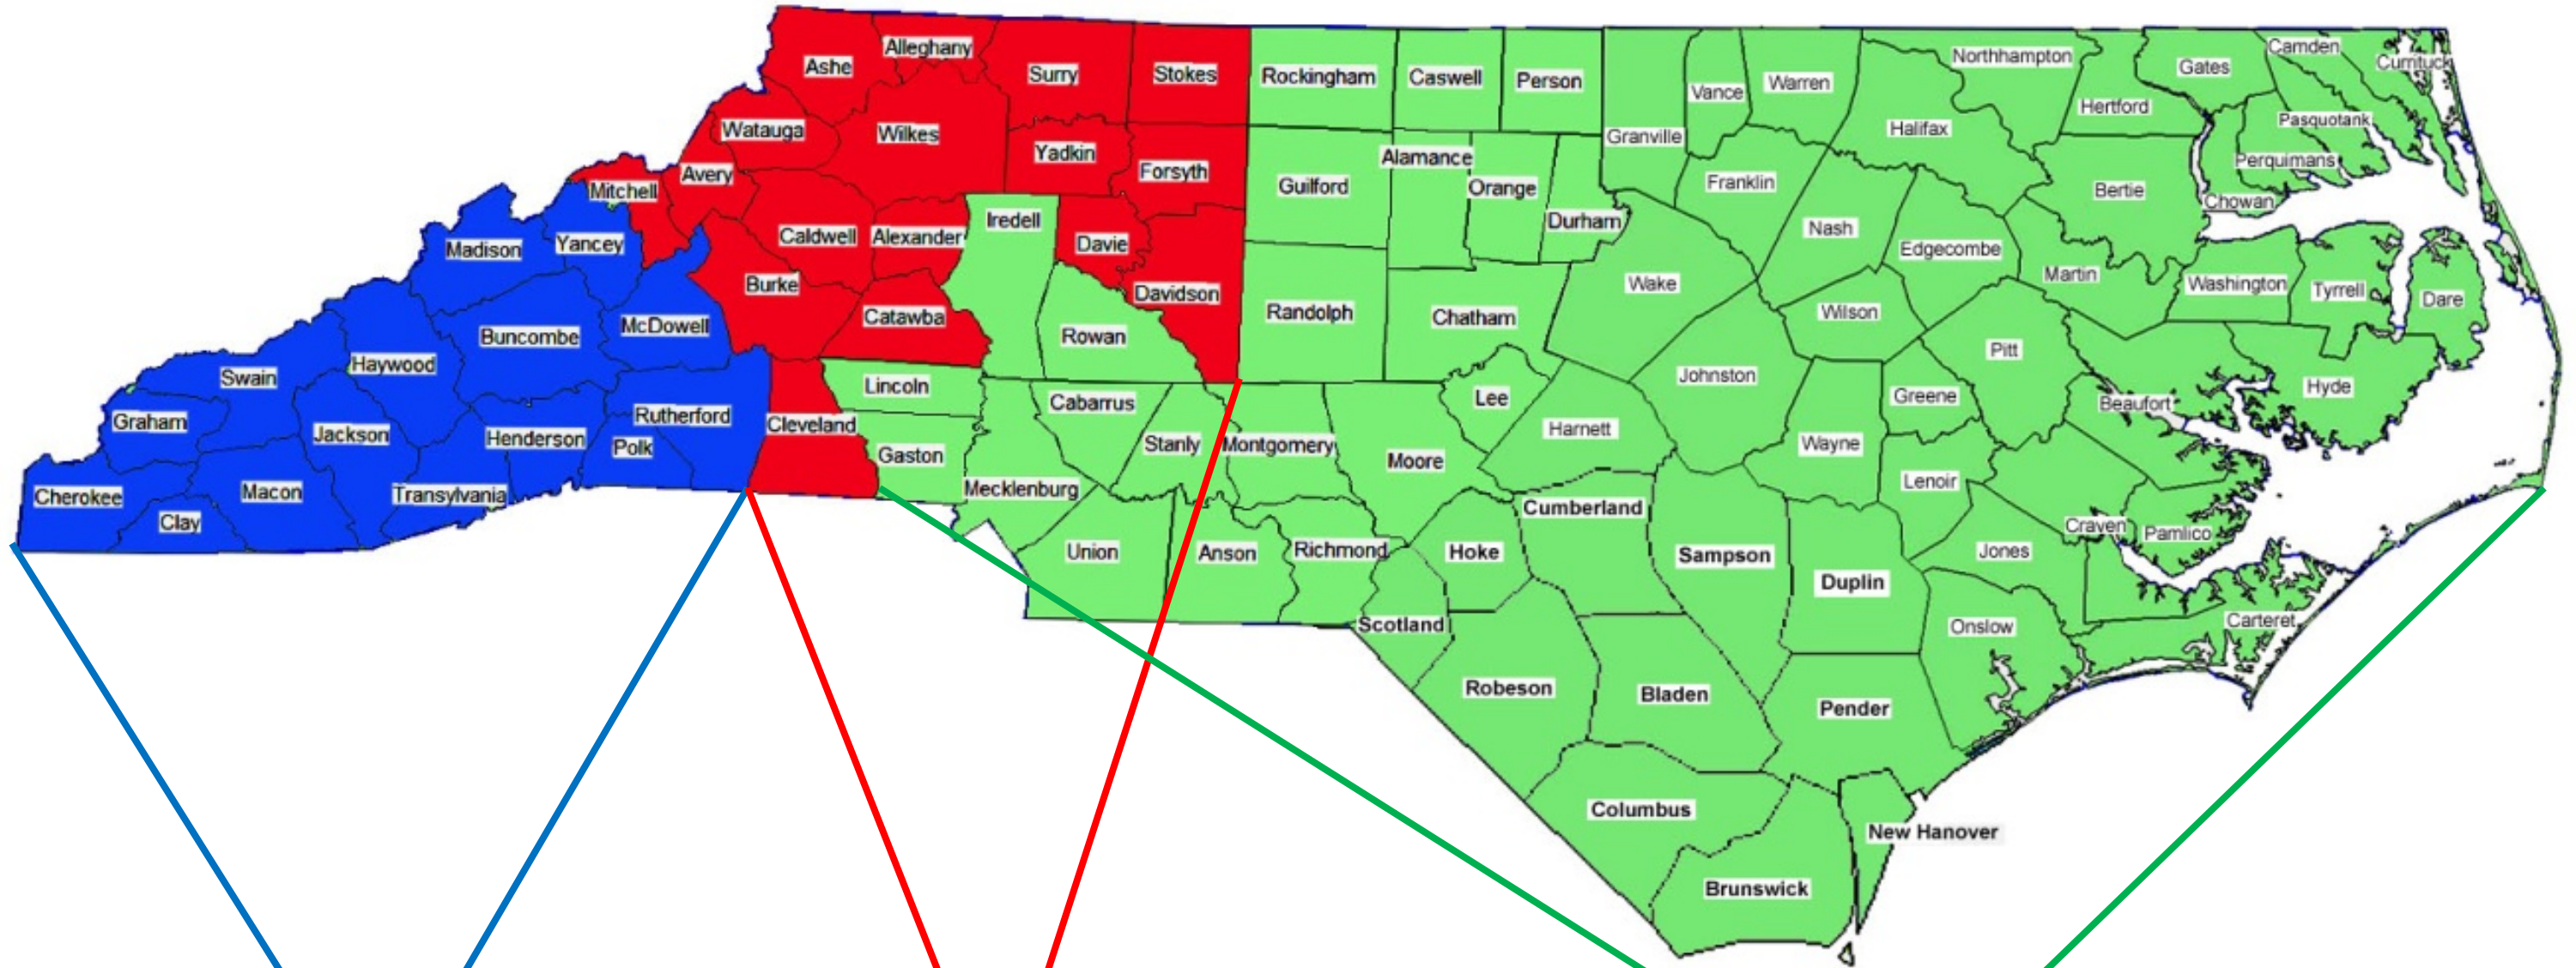 Ashe
Alleghany
Surry
Stokes
Rockingham
Caswell
Person
Granville
Vance
Warren
Northhampton
Halifax
Hertford
Gates
Camden
Currituck
Pasquotank
Perquimans
Chowan
Bertie
Watauga
Wilkes
Yadkin
Forsyth
Guilford
Alamance
Orange
Durham
Franklin
Nash
Edgecombe
Martin
Washington
Tyrrell
Dare
Mitchell
Avery
Caldwell
Alexander
Iredell
Davie
Davidson
Randolph
Chatham
Wake
Wilson
Pitt
Beaufort
Hyde
Madison
Yancey
Burke
Catawba
Rowan
Buncombe
McDowell
Swain
Haywood
Graham
Jackson
Henderson
Rutherford
Polk
Cleveland
Lincoln
Gaston
Cabarrus
Stanly
Montgomery
Moore
Lee
Harnett
Johnston
Wayne
Greene
Lenoir
Cherokee
Clay
Macon
Transylvania
Mecklenburg
Union
Anson
Richmond
Hoke
Cumberland
Sampson
Duplin
Jones
Craven
Pamlico
Carteret
Onslow
Scotland
Robeson
Bladen
Pender
Columbus
New Hanover
Brunswick